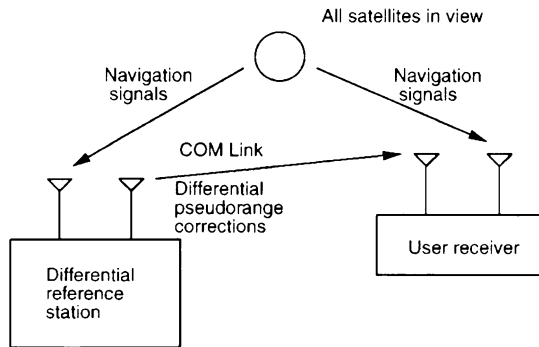 All satellites in view
Navigation
signals
Navigation
signals
COM Link
Differential
pseudorange
corrections
Differential
reference
station
User receiver